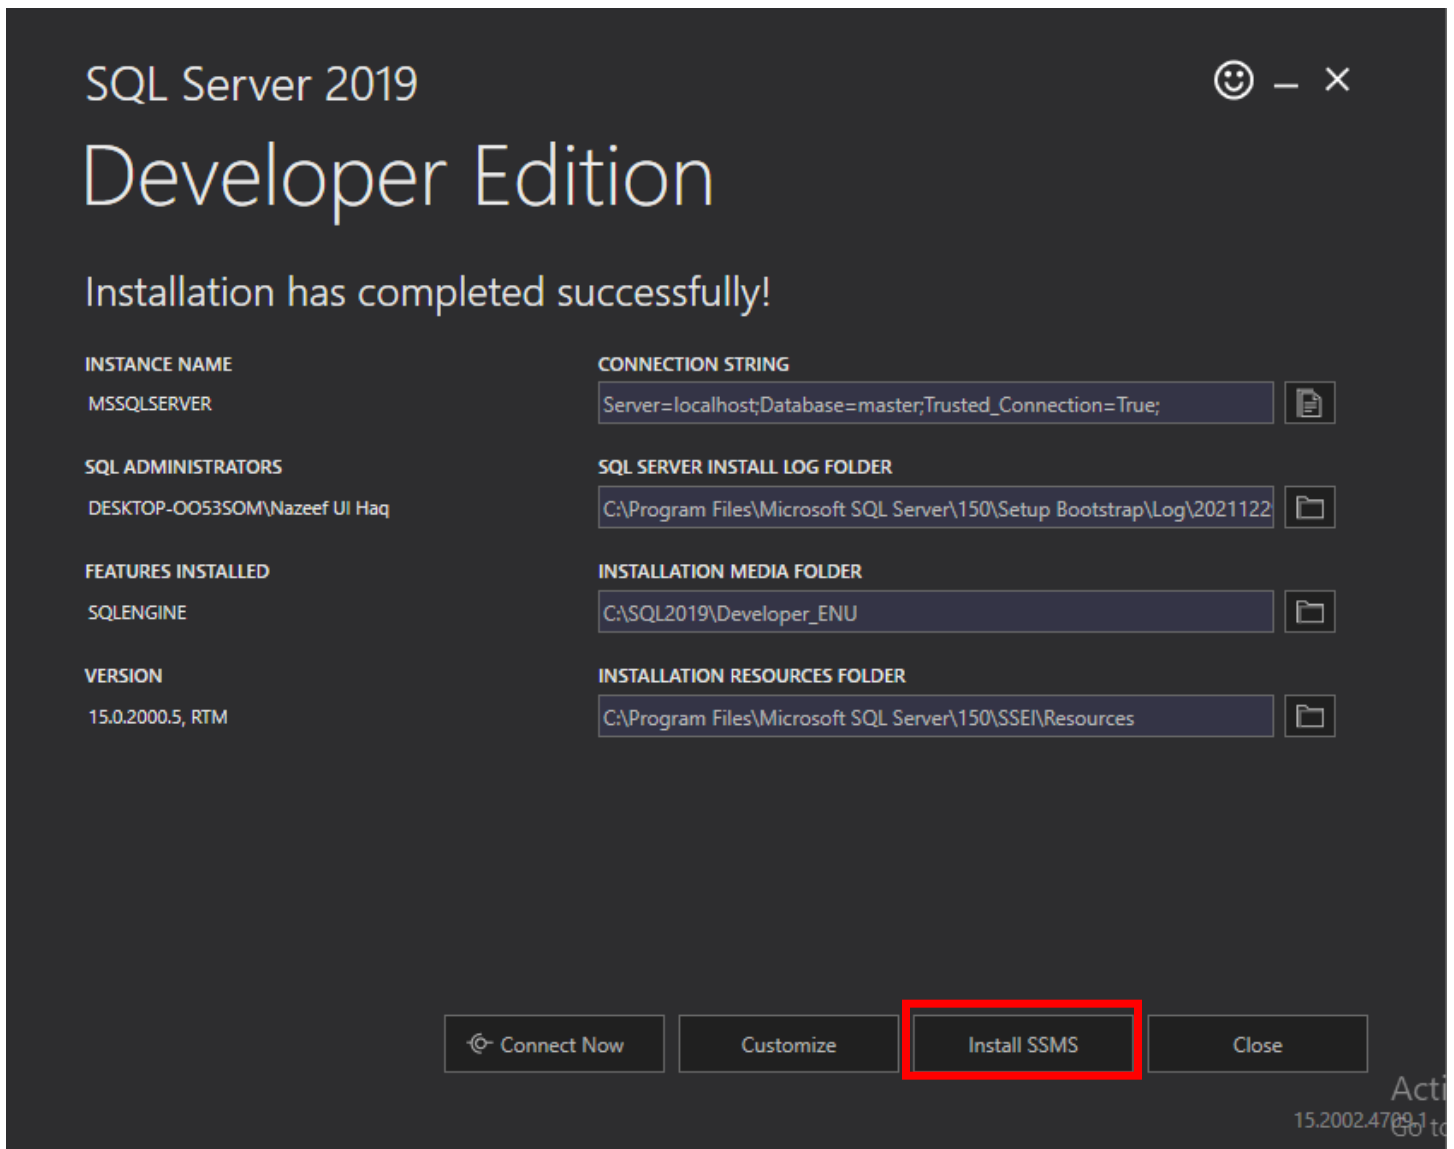 SQL Server 2019
Developer Edition
Installation has completed successfully!
INSTANCE NAME
MSSQLSERVER
CONNECTION STRING
Server=localhost;Database=master;Trusted_Connection=True;
SQL ADMINISTRATORS
DESKTOP-OO53SOM\Nazeef Ul Haq
SQL SERVER INSTALL LOG FOLDER
C:\Program Files\Microsoft SQL Server\150\Setup Bootstrap\Log\2021122
FEATURES INSTALLED
SQLENGINE
INSTALLATION MEDIA FOLDER
C:\SQL2019\Developer_ENU
VERSION
15.0.2000.5, RTM
INSTALLATION RESOURCES FOLDER
C:\Program Files\Microsoft SQL Server\150\SSEI\Resources
Connect Now
Customize
Install SSMS
Close
Acti
15.2002.4709.1
Go to